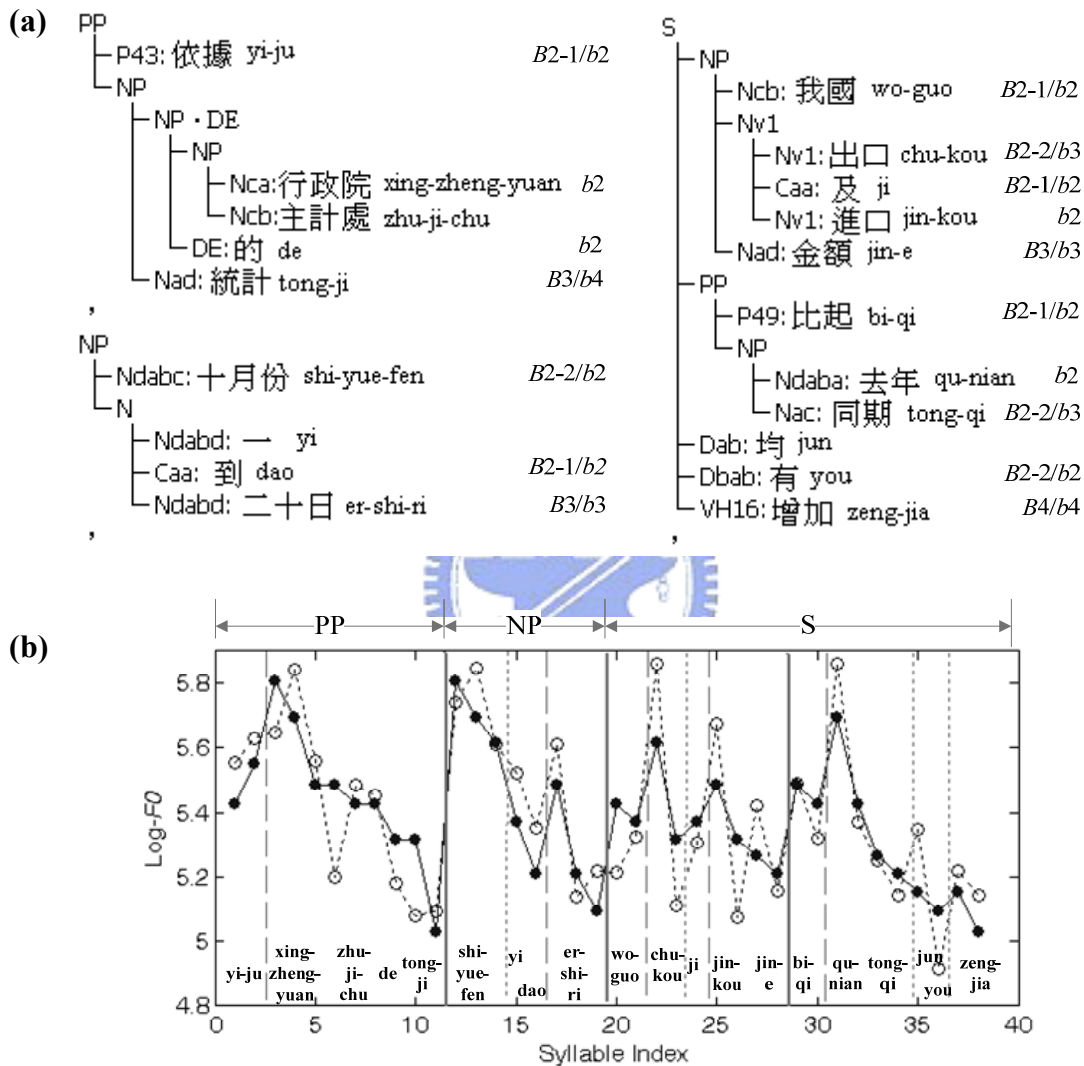 (a)
PP
P43: 依據 yi-ju B2-1/b2
NP
NP・DE
NP
Nca:行政院 xing-zheng-yuan b2
Ncb:主計處 zhu-ji-chu
DE:的 de b2
Nad: 統計 tong-ji B3/b4
,
NP
Ndabc: 十月份 shi-yue-fen B2-2/b2
N
Ndabd: 一 yi
Caa: 到 dao B2-1/b2
Ndabd: 二十日 er-shi-ri B3/b3
,
S
NP
Ncb: 我國 wo-guo B2-1/b2
Nv1
Nv1: 出口 chu-kou B2-2/b3
Caa: 及 ji B2-1/b2
Nv1: 進口 jin-kou b2
Nad: 金額 jin-e B3/b3
PP
P49: 比起 bi-qi B2-1/b2
NP
Ndaba: 去年 qu-nian b2
Nac: 同期 tong-qi B2-2/b3
Dab: 均 jun
Dbab: 有 you B2-2/b2
VH16: 增加 zeng-jia B4/b4
,
(b)
PP NP S
Log-F0
5.8
5.6
5.4
5.2
5
4.8
yi-ju
xing-
zheng-
yuan
zhu-
ji-
chu
de
tong-
ji
shi-
yue-
fen
yi
dao
er-
shi-
ri
wo-
guo
chu-
kou
ji
jin-
kou
jin-
e
bi-
qi
qu-
nian
tong-
qi
jun
you
zeng-
jia
0 5 10 15 20 25 30 35 40
Syllable Index